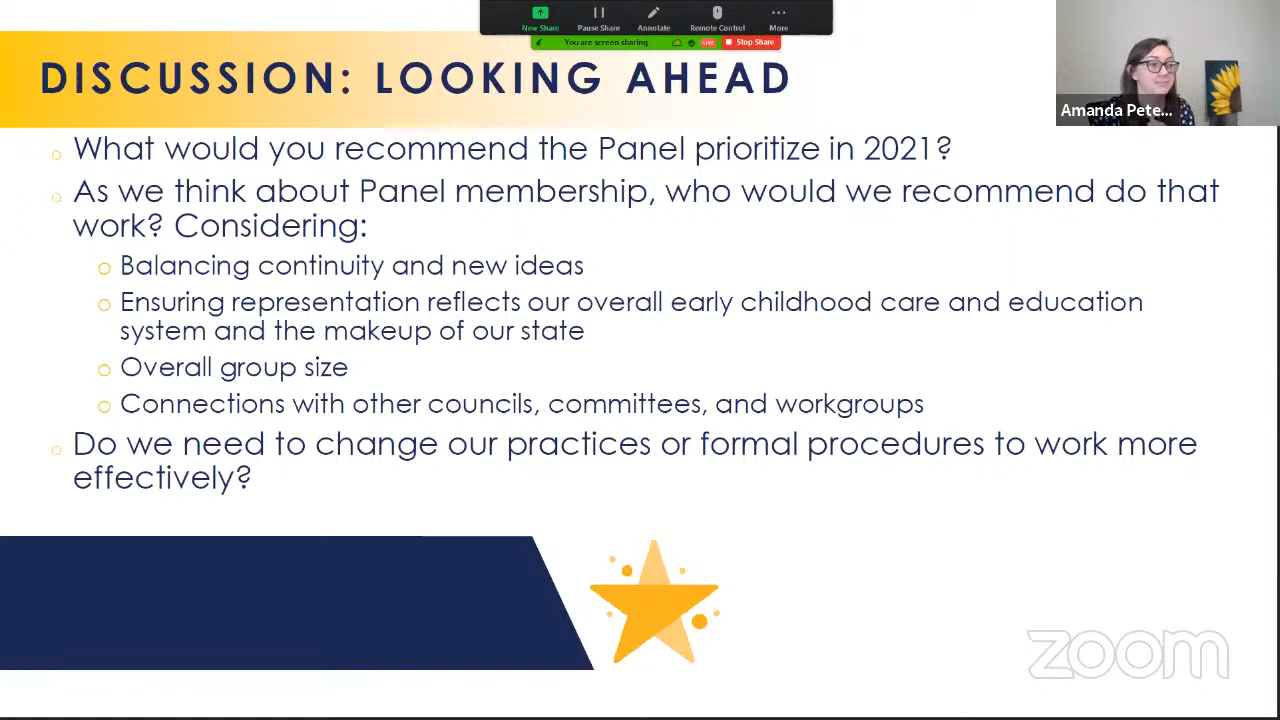 New Share Pause Share Annotate Remote Control More
You are screen sharing LIVE Stop Share
DISCUSSION: LOOKING AHEAD
Amanda Pete...
What would you recommend the Panel prioritize in 2021?
As we think about Panel membership, who would we recommend do that
work? Considering:
Balancing continuity and new ideas
Ensuring representation reflects our overall early childhood care and education
system and the makeup of our state
Overall group size
Connections with other councils, committees, and workgroups
Do we need to change our practices or formal procedures to work more
effectively?
zoom